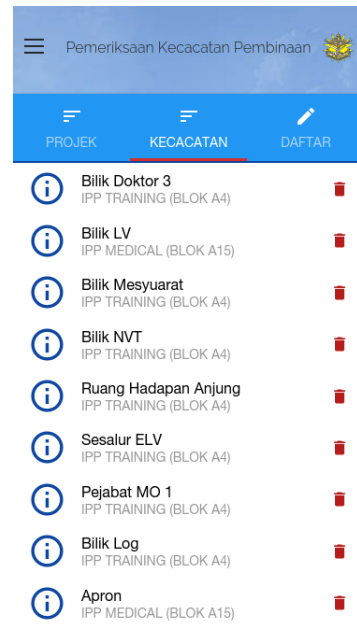 Pemeriksaan Kecacatan Pembinaan
PROJEK KECACATAN DAFTAR
Bilik Doktor 3
IPP TRAINING (BLOK A4)
Bilik LV
IPP MEDICAL (BLOK A15)
Bilik Mesyuarat
IPP TRAINING (BLOK A4)
Bilik NVT
IPP TRAINING (BLOK A4)
Ruang Hadapan Anjung
IPP TRAINING (BLOK A4)
Sesalur ELV
IPP TRAINING (BLOK A4)
Pejabat MO 1
IPP TRAINING (BLOK A4)
Bilik Log
IPP TRAINING (BLOK A4)
Apron
IPP MEDICAL (BLOK A15)